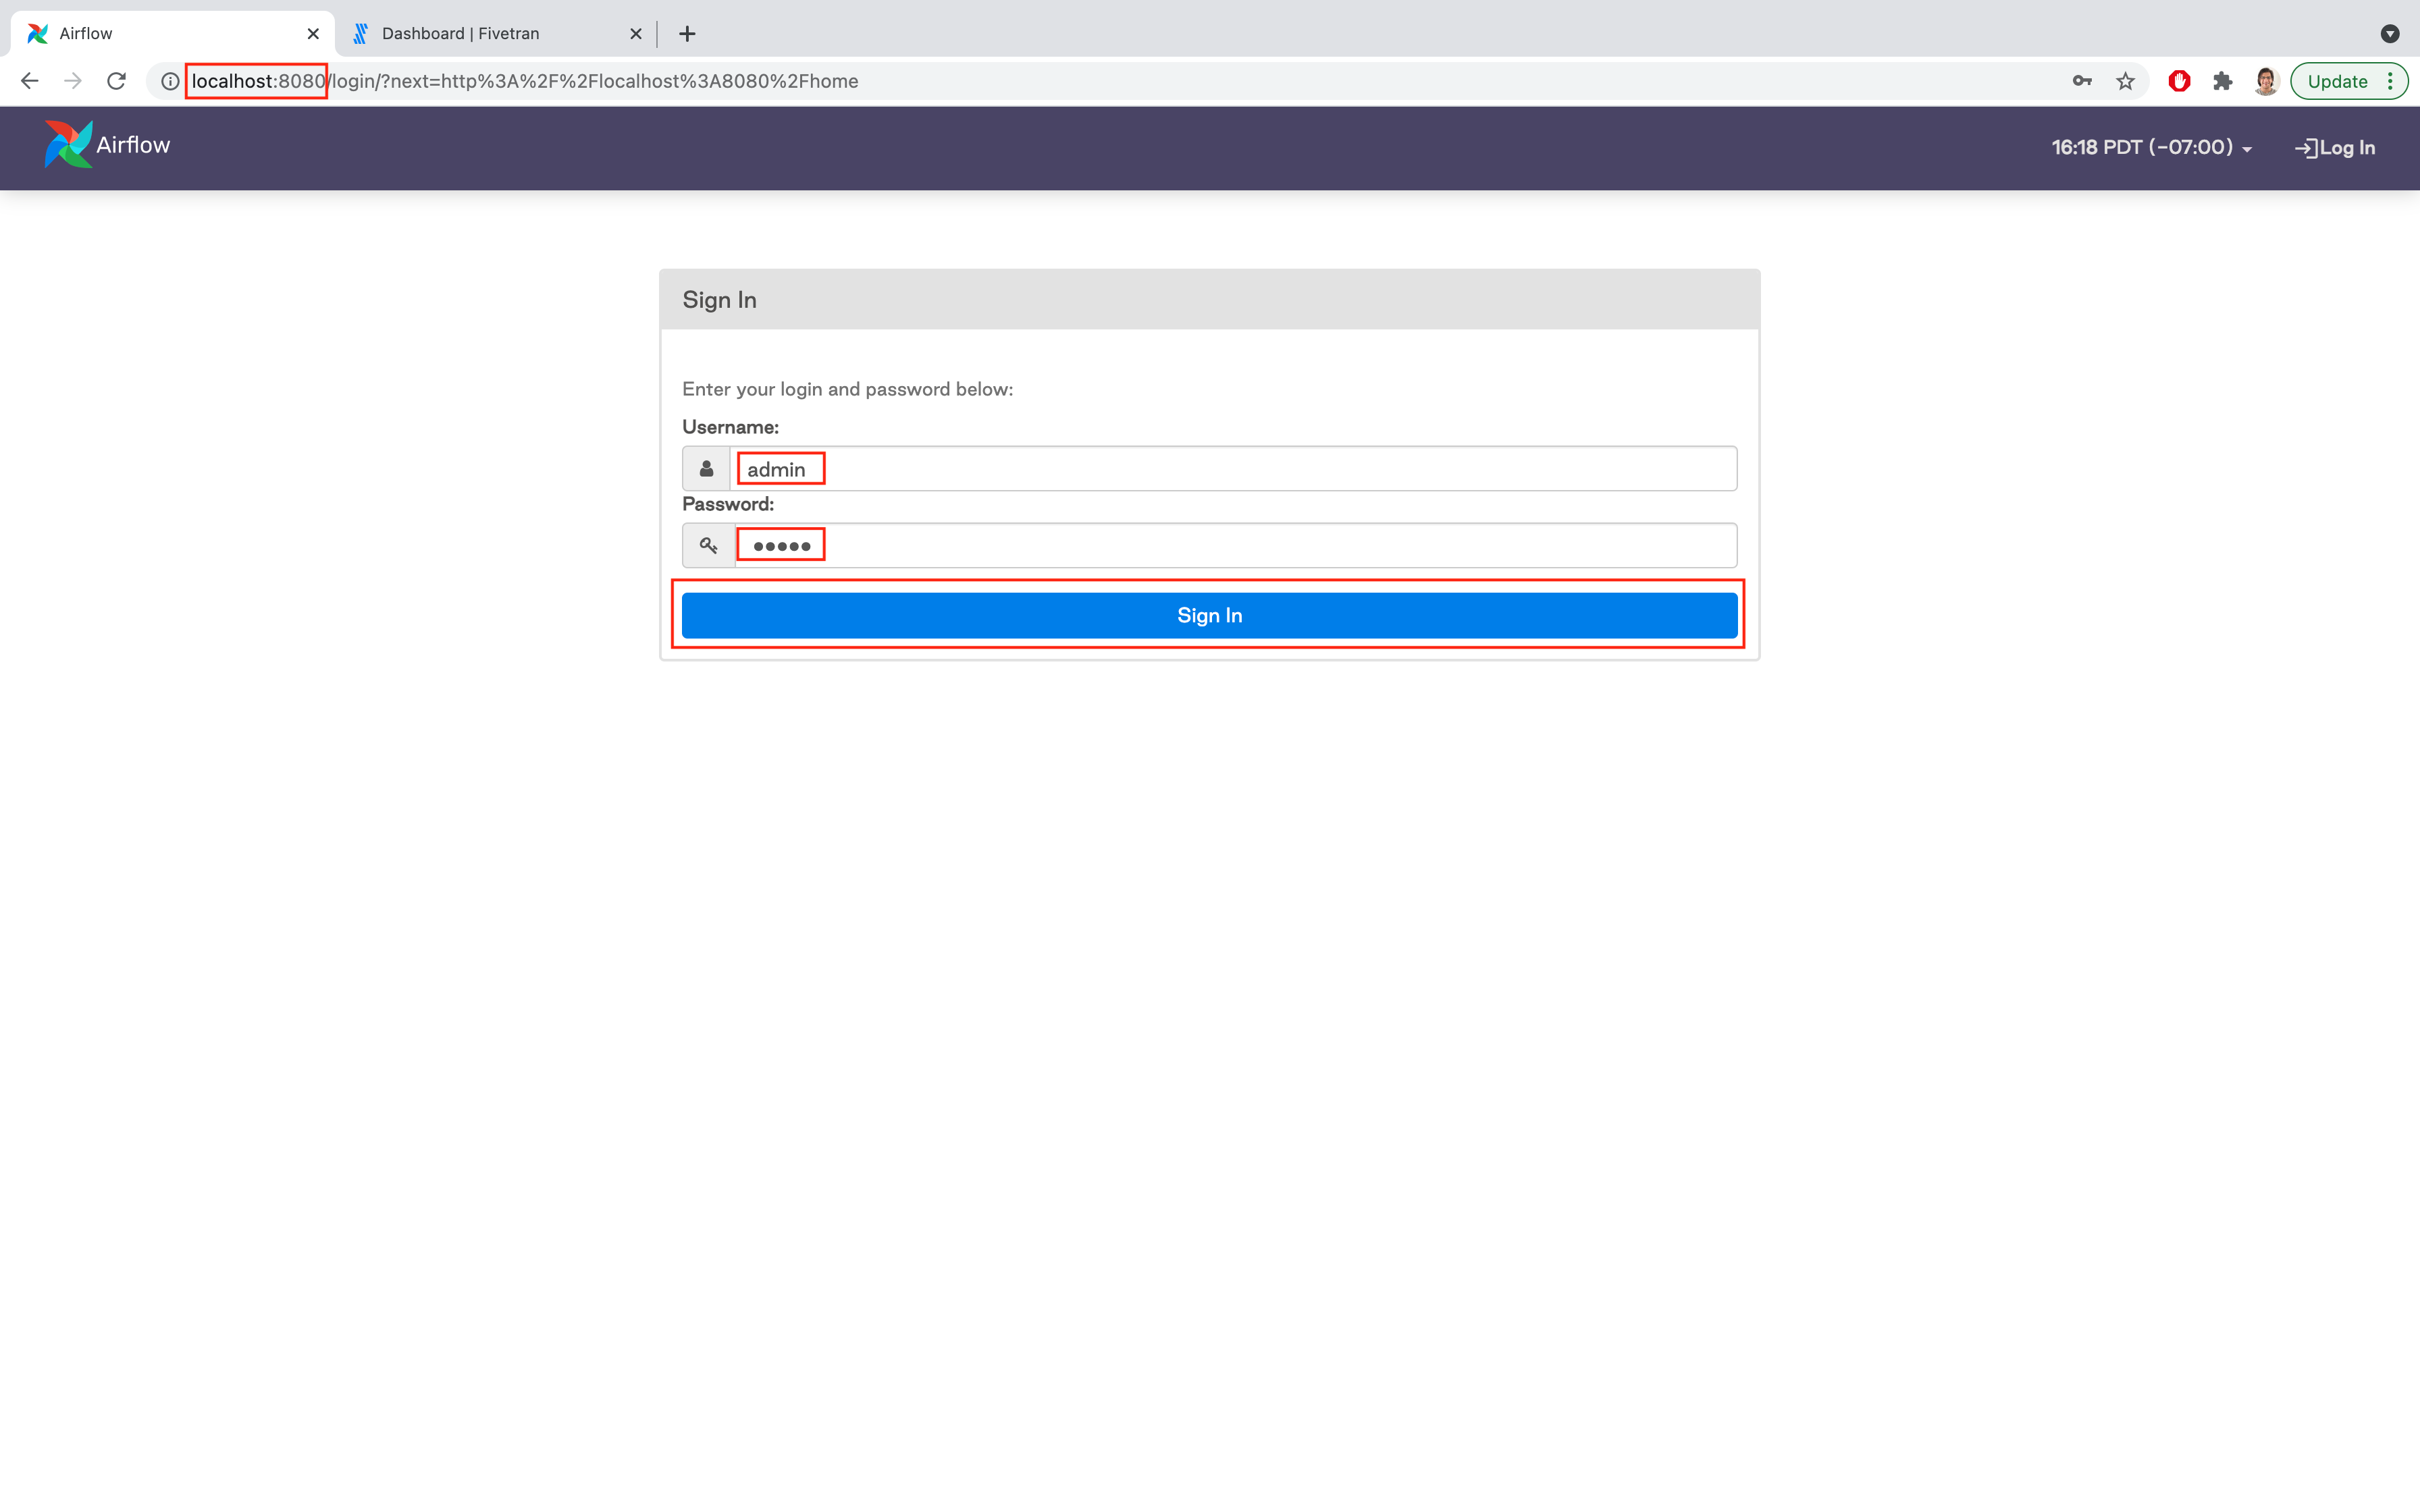 Airflow
Dashboard | Fivetran
localhost:8080/login/?next=http%3A%2F%2Flocalhost%3A8080%2Fhome
Update
Airflow
16:18 PDT (-07:00)
Log In
Sign In
Enter your login and password below:
Username:
admin
Password:
•••••
Sign In